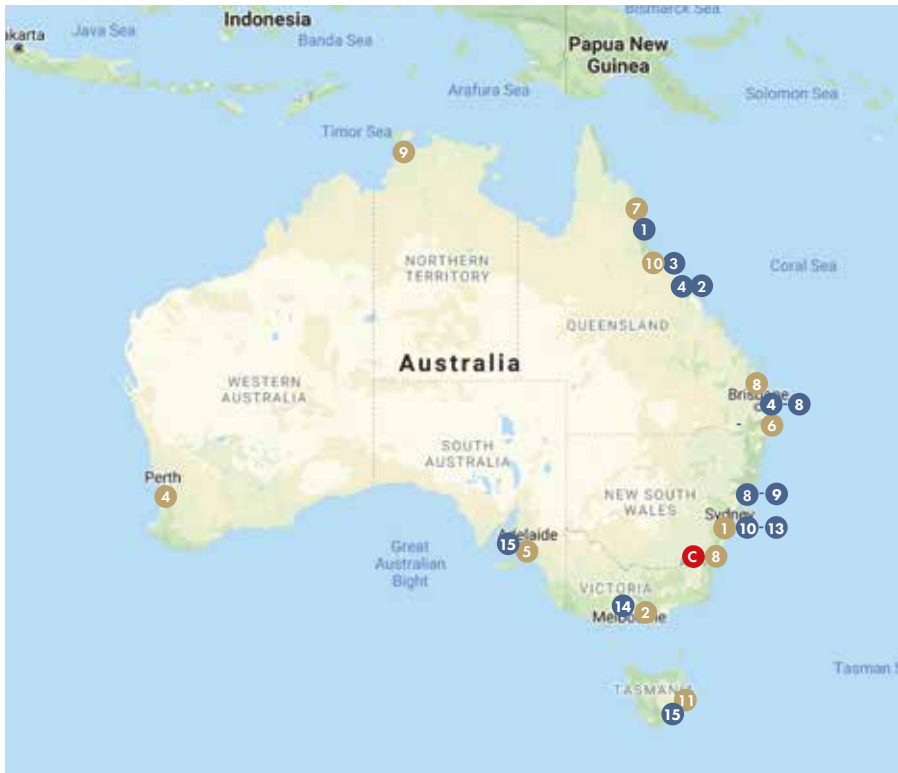 Bismarck Sea
Indonesia
akarta
Java Sea
Banda Sea
Papua New
Guinea
Arafura Sea
Solomon Sea
Timor Sea
9
7
1
NORTHERN
TERRITORY
10 3
Coral Sea
4 2
QUEENSLAND
Australia
WESTERN
AUSTRALIA
8
Brisbane
4 - 8
6
SOUTH
AUSTRALIA
Perth
4
NEW SOUTH
WALES
8 - 9
Sydney
1 10 - 13
Adelaide
15 5
Great
Australian
Bight
C 8
VICTORIA
14 2
Melbourne
Tasman S
TASMANIA
11
15